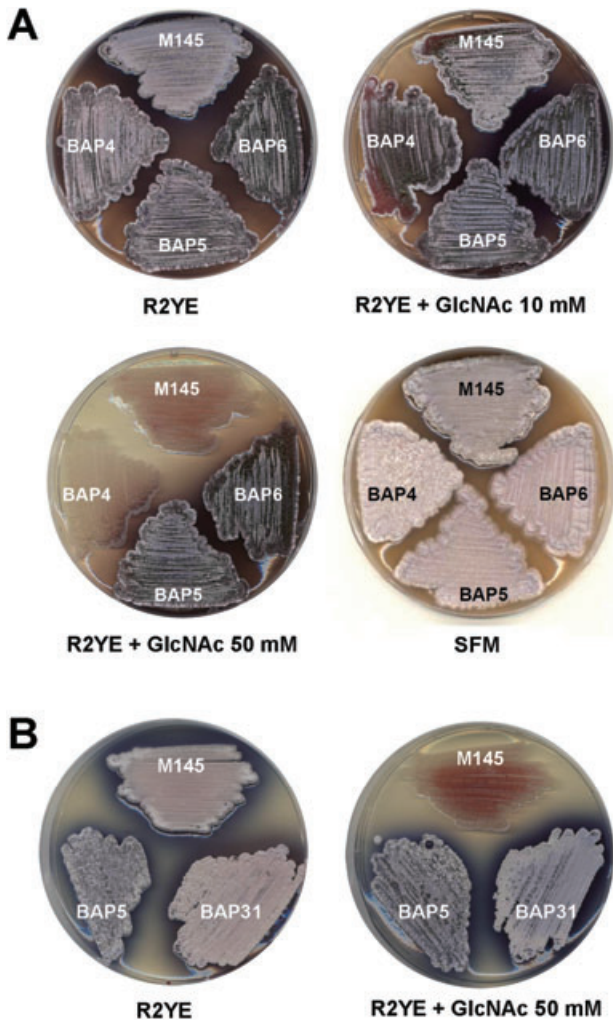 A
M145
BAP4
BAP6
BAP5
R2YE
M145
BAP4
BAP6
BAP5
R2YE + GlcNAc 10 mM
M145
BAP4
BAP6
BAP5
R2YE + GlcNAc 50 mM
M145
BAP4
BAP6
BAP5
SFM
B
M145
BAP5
BAP31
R2YE
M145
BAP5
BAP31
R2YE + GlcNAc 50 mM